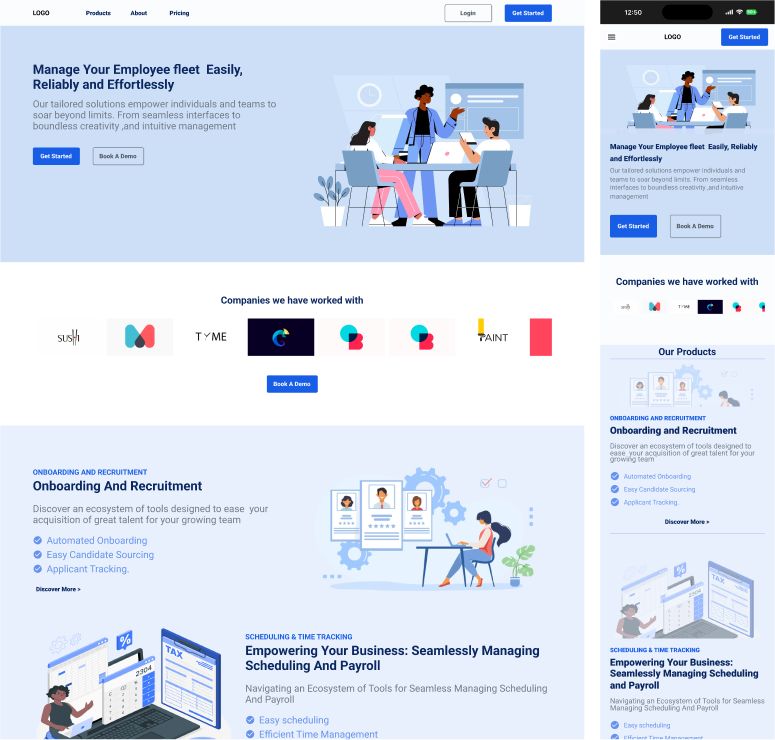 LOGO
Products
About
Pricing
Login
Get Started
Manage Your Employee fleet Easily,
Reliably and Effortlessly
Our tailored solutions empower individuals and teams to
soar beyond limits. From seamless interfaces to
boundless creativity ,and intuitive management
Get Started
Book A Demo
Companies we have worked with
SUSHI
TYME
PAINT
Book A Demo
ONBOARDING AND RECRUITMENT
Onboarding And Recruitment
Discover an ecosystem of tools designed to ease your
acquisition of great talent for your growing team
Automated Onboarding
Easy Candidate Sourcing
Applicant Tracking.
Discover More >
%
TAX
2304
SCHEDULING & TIME TRACKING
Empowering Your Business: Seamlessly Managing
Scheduling And Payroll
Navigating an Ecosystem of Tools for Seamless Managing Scheduling
And Payroll
Easy scheduling
Efficient Time Management
12:50
LOGO
Get Started
Manage Your Employee fleet Easily, Reliably
and Effortlessly
Our tailored solutions empower individuals and
teams to soar beyond limits. From seamless
interfaces to boundless creativity ,and intuitive
management
Get Started
Book A Demo
Companies we have worked with
SUSHI
TYME
Our Products
ONBOARDING AND RECRUITMENT
Onboarding and Recruitment
Discover an ecosystem of tools designed to
ease your acquisition of great talent for your
growing team
Automated Onboarding
Easy Candidate Sourcing
Applicant Tracking.
Discover More >
%
TAX
2304
SCHEDULING & TIME TRACKING
Empowering Your Business:
Seamlessly Managing Scheduling
and Payroll
Navigating an Ecosystem of Tools for Seamless
Managing Scheduling And Payroll
Easy scheduling
Efficient Time Management